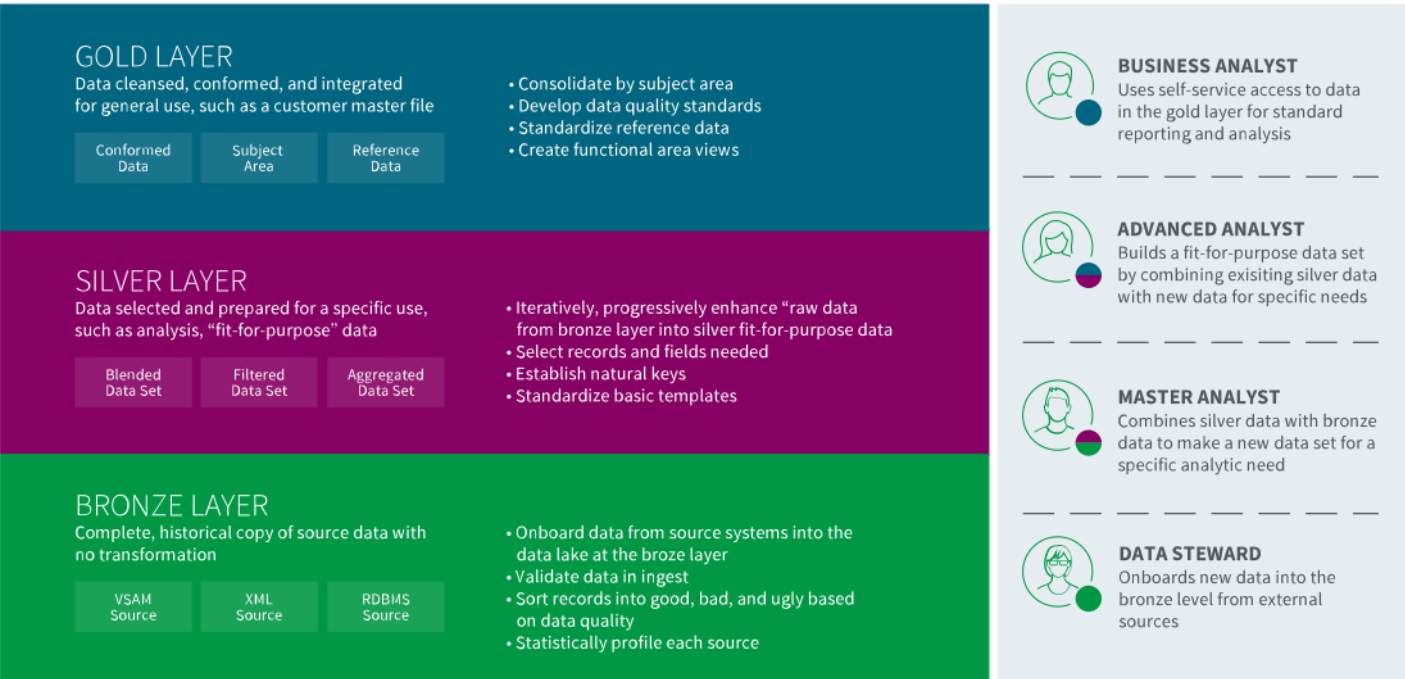 GOLD LAYER
Data cleansed, conformed, and integrated
for general use, such as a customer master file
Conformed
Data
Subject
Area
Reference
Data
• Consolidate by subject area
• Develop data quality standards
• Standardize reference data
• Create functional area views
SILVER LAYER
Data selected and prepared for a specific use,
such as analysis, “fit-for-purpose” data
Blended
Data Set
Filtered
Data Set
Aggregated
Data Set
• Iteratively, progressively enhance “raw data
from bronze layer into silver fit-for-purpose data
• Select records and fields needed
• Establish natural keys
• Standardize basic templates
BRONZE LAYER
Complete, historical copy of source data with
no transformation
VSAM
Source
XML
Source
RDBMS
Source
• Onboard data from source systems into the
data lake at the broze layer
• Validate data in ingest
• Sort records into good, bad, and ugly based
on data quality
• Statistically profile each source
BUSINESS ANALYST
Uses self-service access to data
in the gold layer for standard
reporting and analysis
ADVANCED ANALYST
Builds a fit-for-purpose data set
by combining exisiting silver data
with new data for specific needs
MASTER ANALYST
Combines silver data with bronze
data to make a new data set for a
specific analytic need
DATA STEWARD
Onboards new data into the
bronze level from external
sources